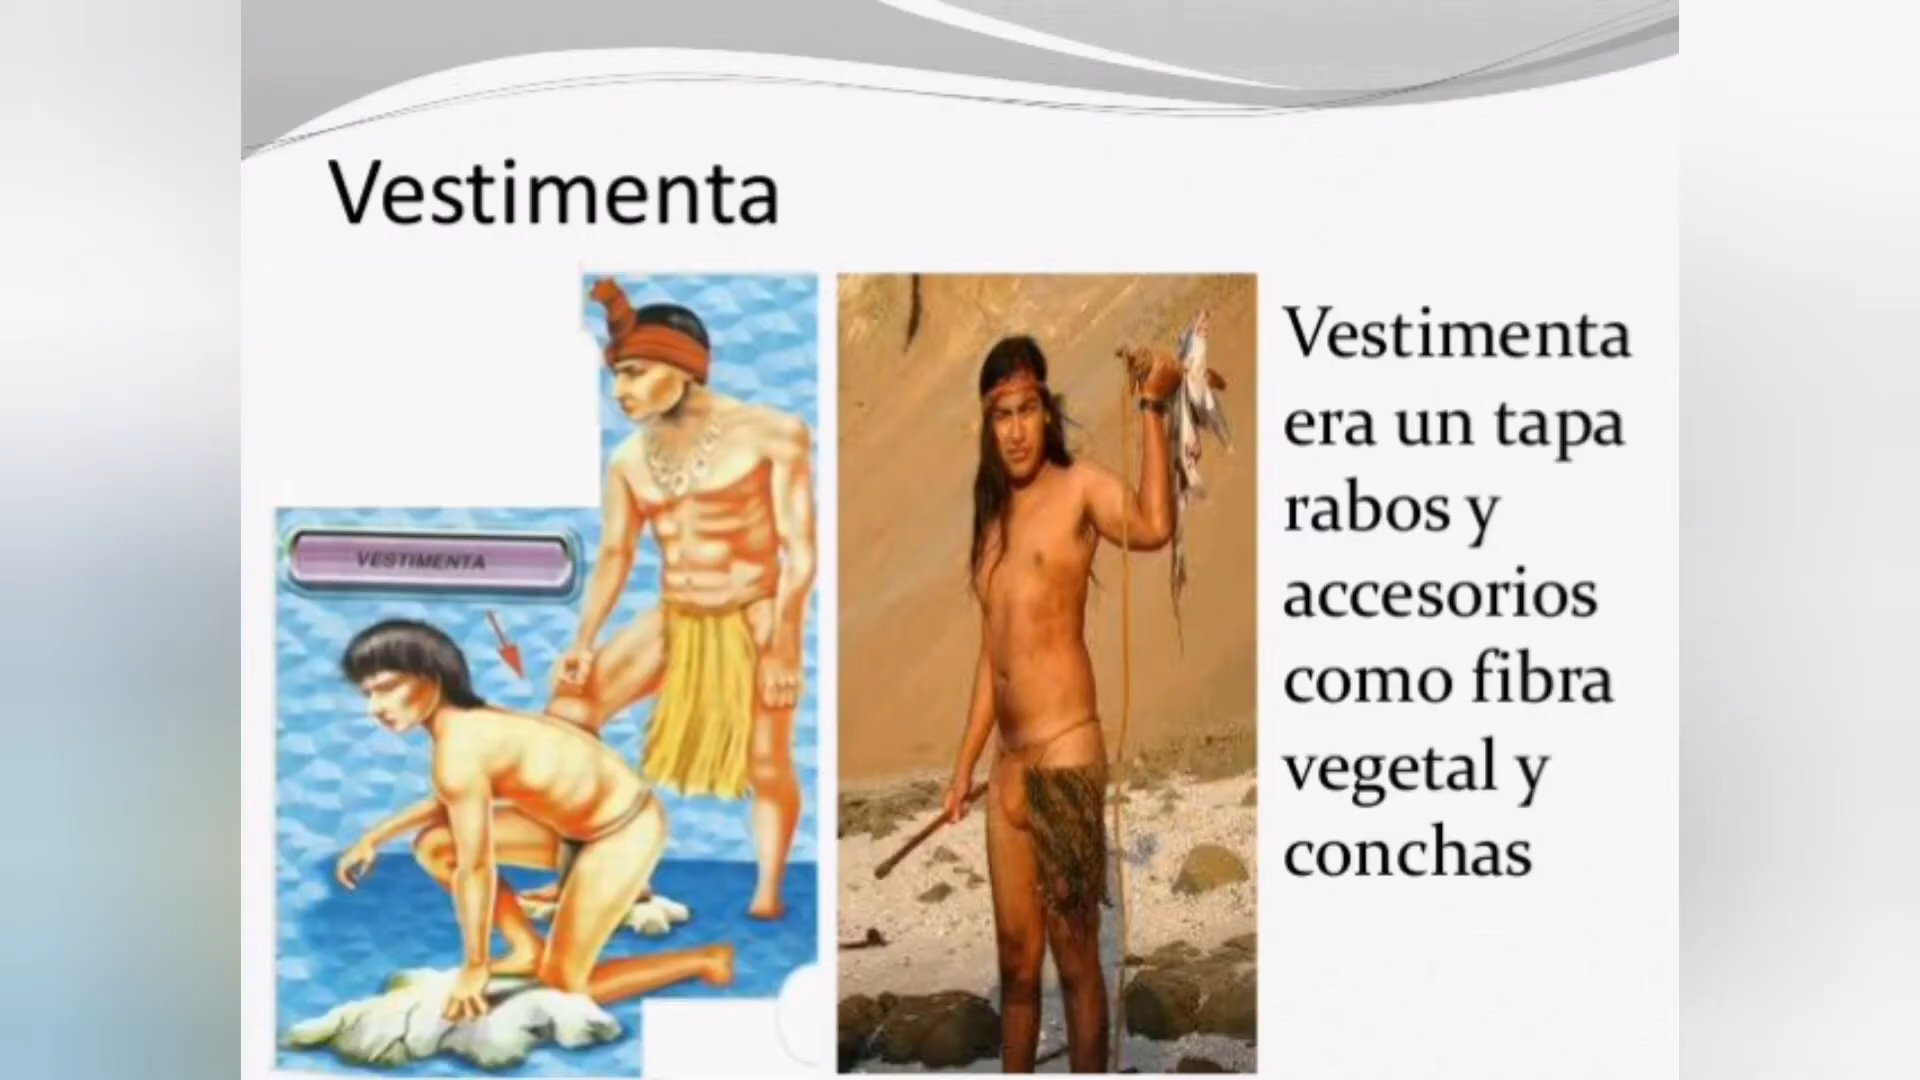 Vestimenta
VESTIMENTA
Vestimenta
era un tapa
rabos y
accesorios
como fibra
vegetal y
conchas